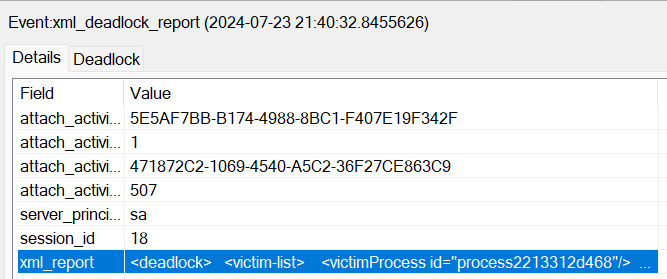 Event:xml_deadlock_report (2024-07-23 21:40:32.8455626)
Details Deadlock
Field Value
attach_activi... 5E5AF7BB-B174-4988-8BC1-F407E19F342F
attach_activi... 1
attach_activi... 471872C2-1069-4540-A5C2-36F27CE863C9
attach_activi... 507
server_princi... sa
session_id 18
xml_report <deadlock> <victim-list> <victimProcess id="process2213312d468"/> ...